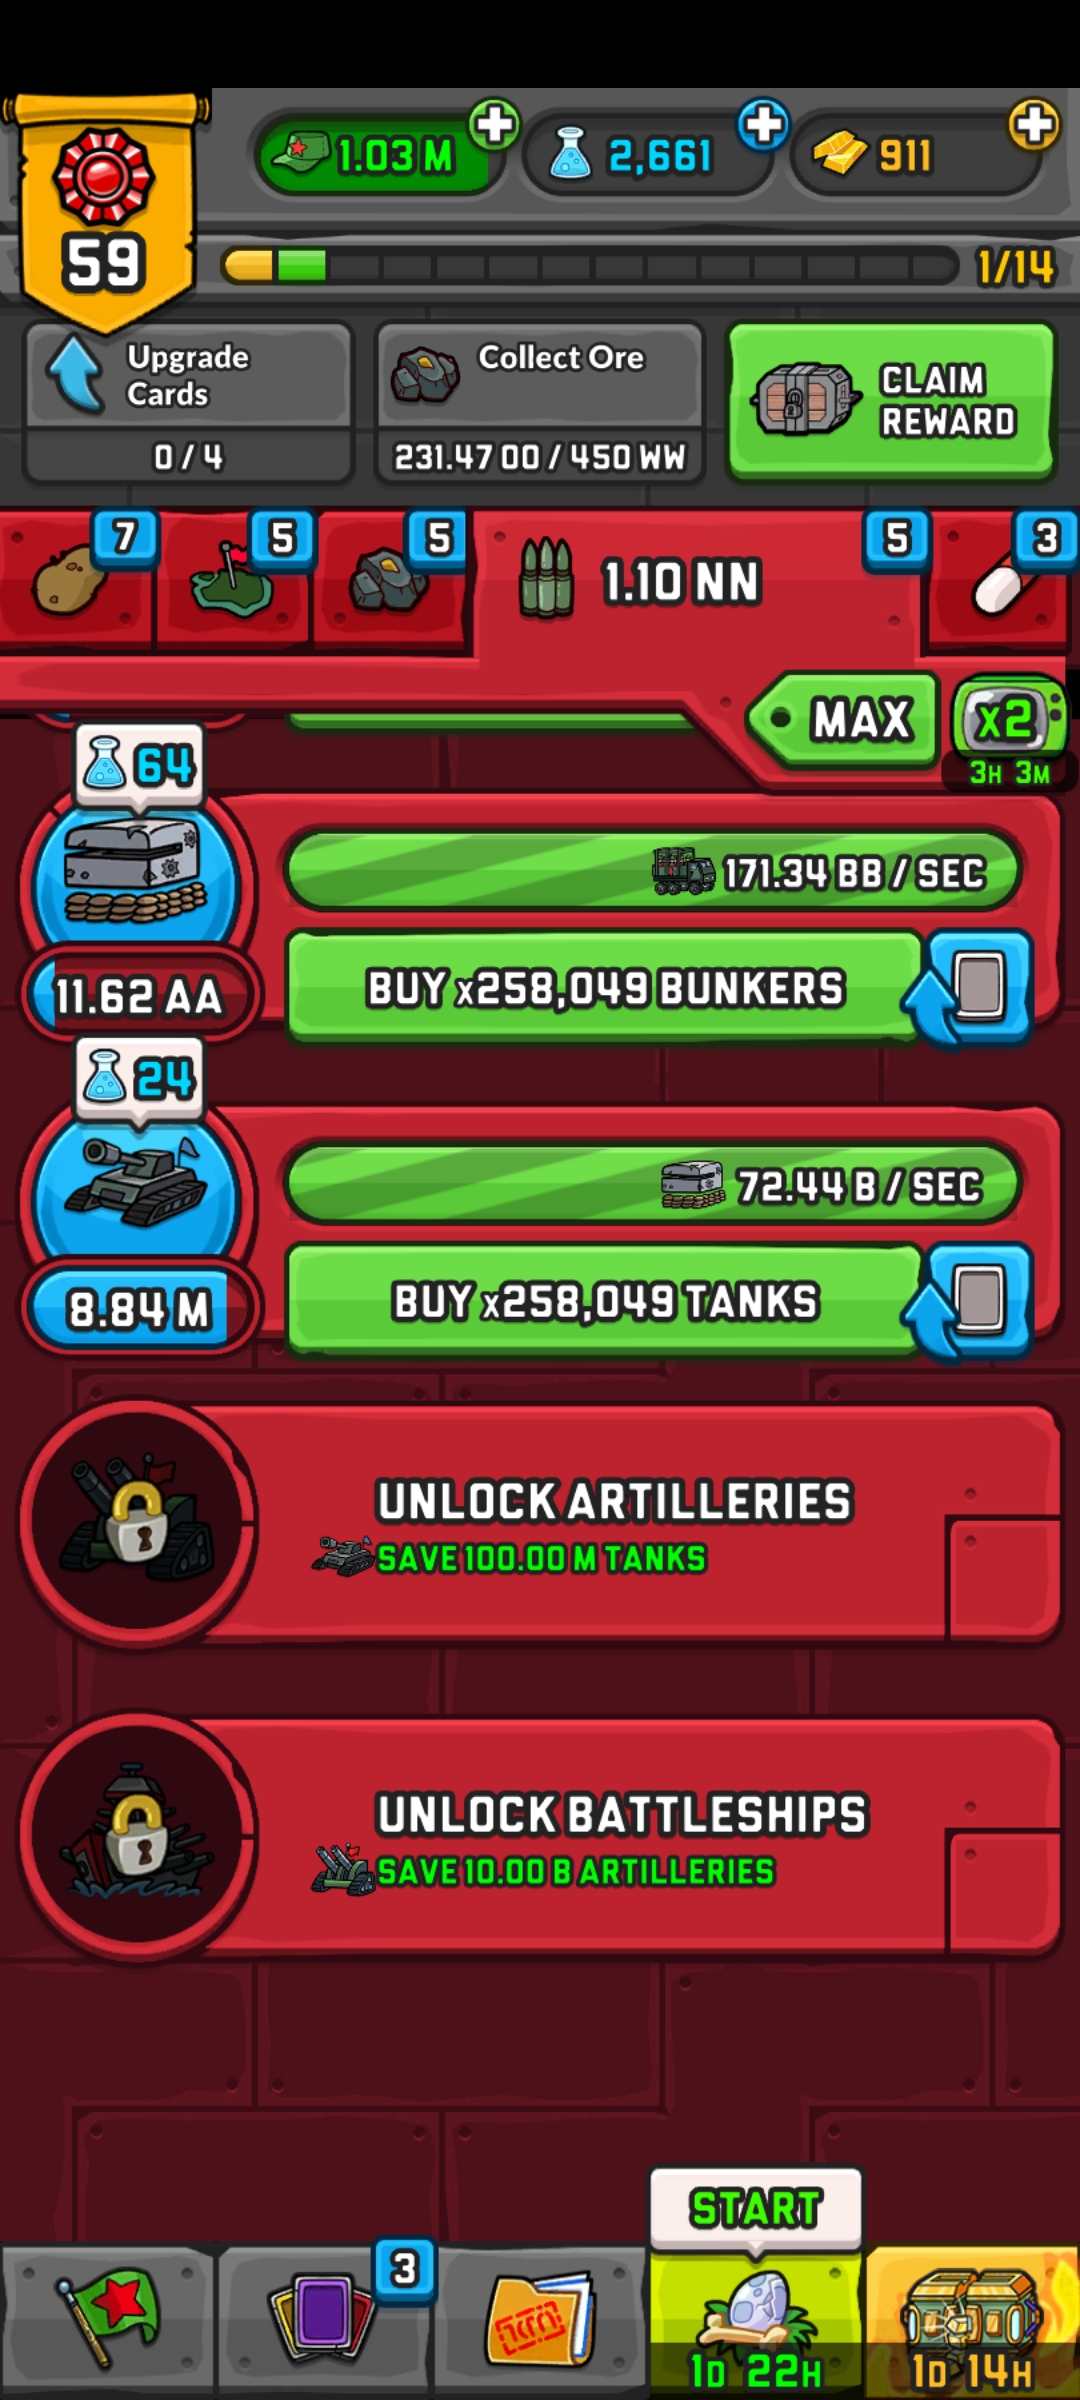 59
1.03 M
2,661
911
1/14
Upgrade
Cards
0 / 4
Collect Ore
231.47 OO / 450 WW
CLAIM
REWARD
7
5
5
1.10 NN
5
3
MAX
x2
3H 3M
64
171.34 BB / SEC
11.62 AA
BUY x258,049 BUNKERS
24
72.44 B / SEC
8.84 M
BUY x258,049 TANKS
UNLOCK ARTILLERIES
SAVE 100.00 M TANKS
UNLOCK BATTLESHIPS
SAVE 10.00 B ARTILLERIES
START
3
1D 22H
1D 14H